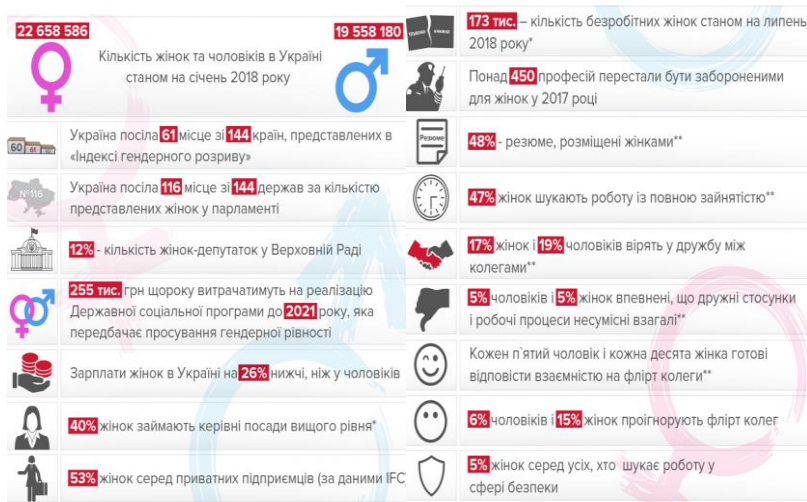 22 658 586
19 558 180
Кількість жінок та чоловіків в Україні
станом на січень 2018 року
60 61 62
Україна посіла 61 місце зі 144 країн, представлених в
«Індексі гендерного розриву»
№116
Україна посіла 116 місце зі 144 держав за кількістю
представлених жінок у парламенті
12% - кількість жінок-депутаток у Верховній Раді
255 тис. грн щороку витрачатимуть на реалізацію
Державної соціальної програми до 2021 року, яка
передбачає просування гендерної рівності
Зарплати жінок в Україні на 26% нижчі, ніж у чоловіків
40% жінок займають керівні посади вищого рівня*
53% жінок серед приватних підприємців (за даними IFC
173 тис. – кількість безробітних жінок станом на липень
2018 року*
Понад 450 професій перестали бути забороненими
для жінок у 2017 році
Резюме
48% - резюме, розміщені жінками**
47% жінок шукають роботу із повною зайнятістю**
17% жінок і 19% чоловіків вірять у дружбу між
колегами**
5% чоловіків і 5% жінок впевнені, що дружні стосунки
і робочі процеси несумісні взагалі**
Кожен п`ятий чоловік і кожна десята жінка готові
відповісти взаємністю на флірт колеги**
6% чоловіків і 15% жінок проігнорують флірт колег
5% жінок серед усіх, хто шукає роботу у
сфері безпеки